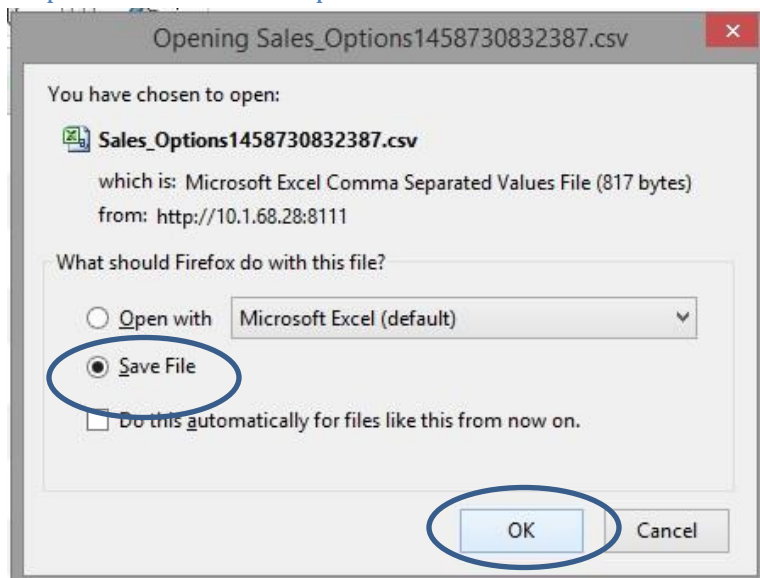 Opening Sales_Options1458730832387.csv
You have chosen to open:
Sales_Options1458730832387.csv
which is: Microsoft Excel Comma Separated Values File (817 bytes)
from: http://10.1.68.28:8111
What should Firefox do with this file?
Open with Microsoft Excel (default)
Save File
Do this automatically for files like this from now on.
OK Cancel